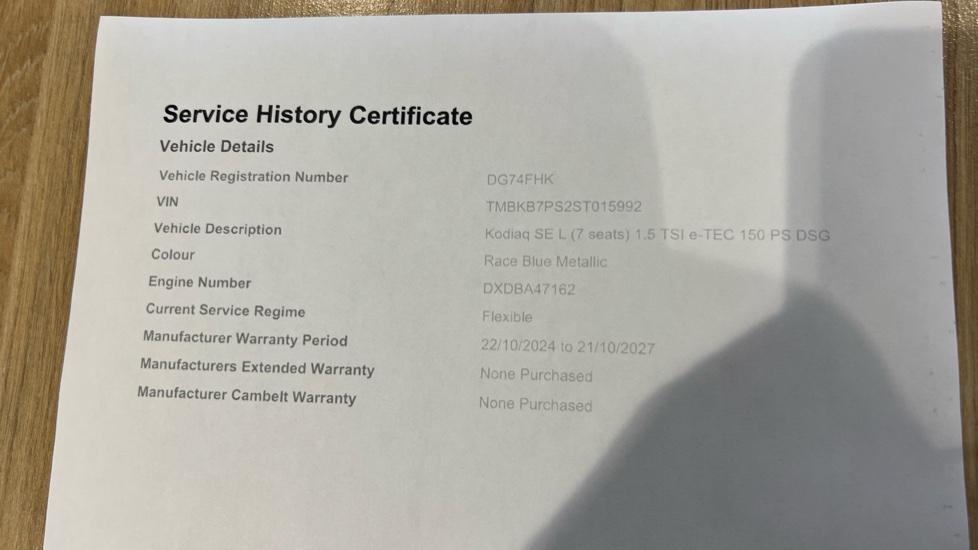 Service History Certificate
Vehicle Details
Vehicle Registration Number DG74FHK
VIN TMBKB7PS2ST015992
Vehicle Description Kodiaq SE L (7 seats) 1.5 TSI e-TEC 150 PS DSG
Colour Race Blue Metallic
Engine Number DXDBA47162
Current Service Regime Flexible
Manufacturer Warranty Period 22/10/2024 to 21/10/2027
Manufacturers Extended Warranty None Purchased
Manufacturer Cambelt Warranty None Purchased